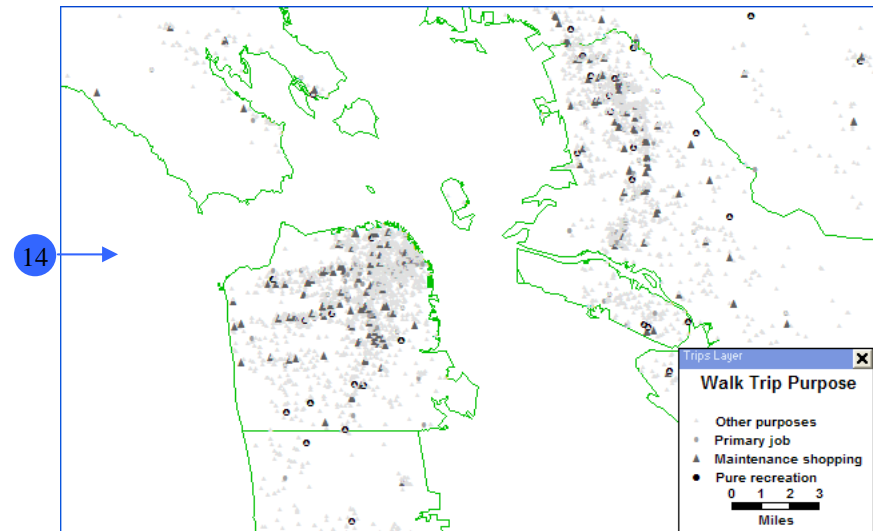 14
Trips Layer
Walk Trip Purpose
Other purposes
Primary job
Maintenance shopping
Pure recreation
0 1 2 3
Miles